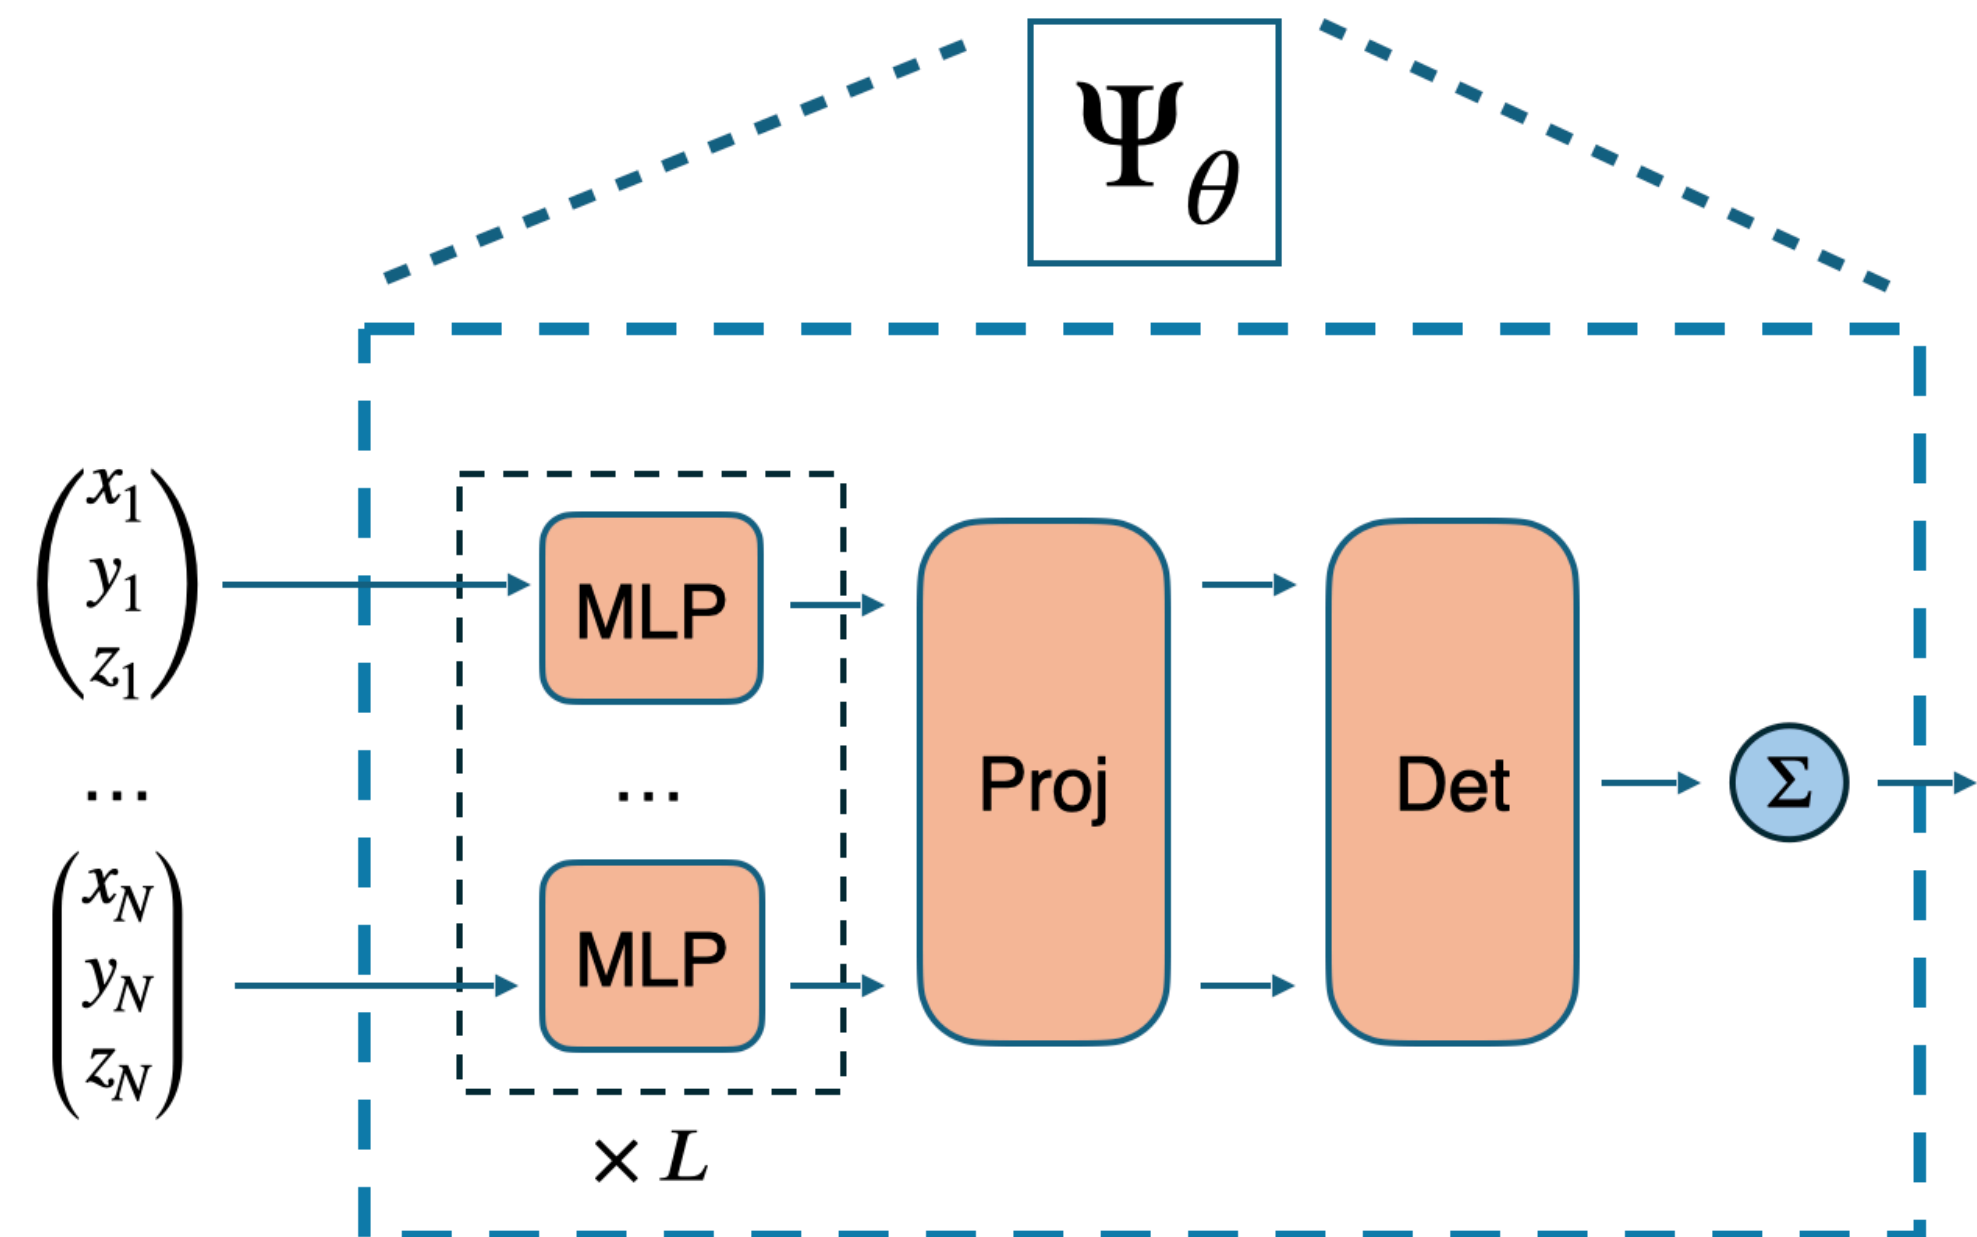 Ψθ
x1
y1
z1
MLP
...
...
Proj
Det
Σ
xN
yN
zN
MLP
× L